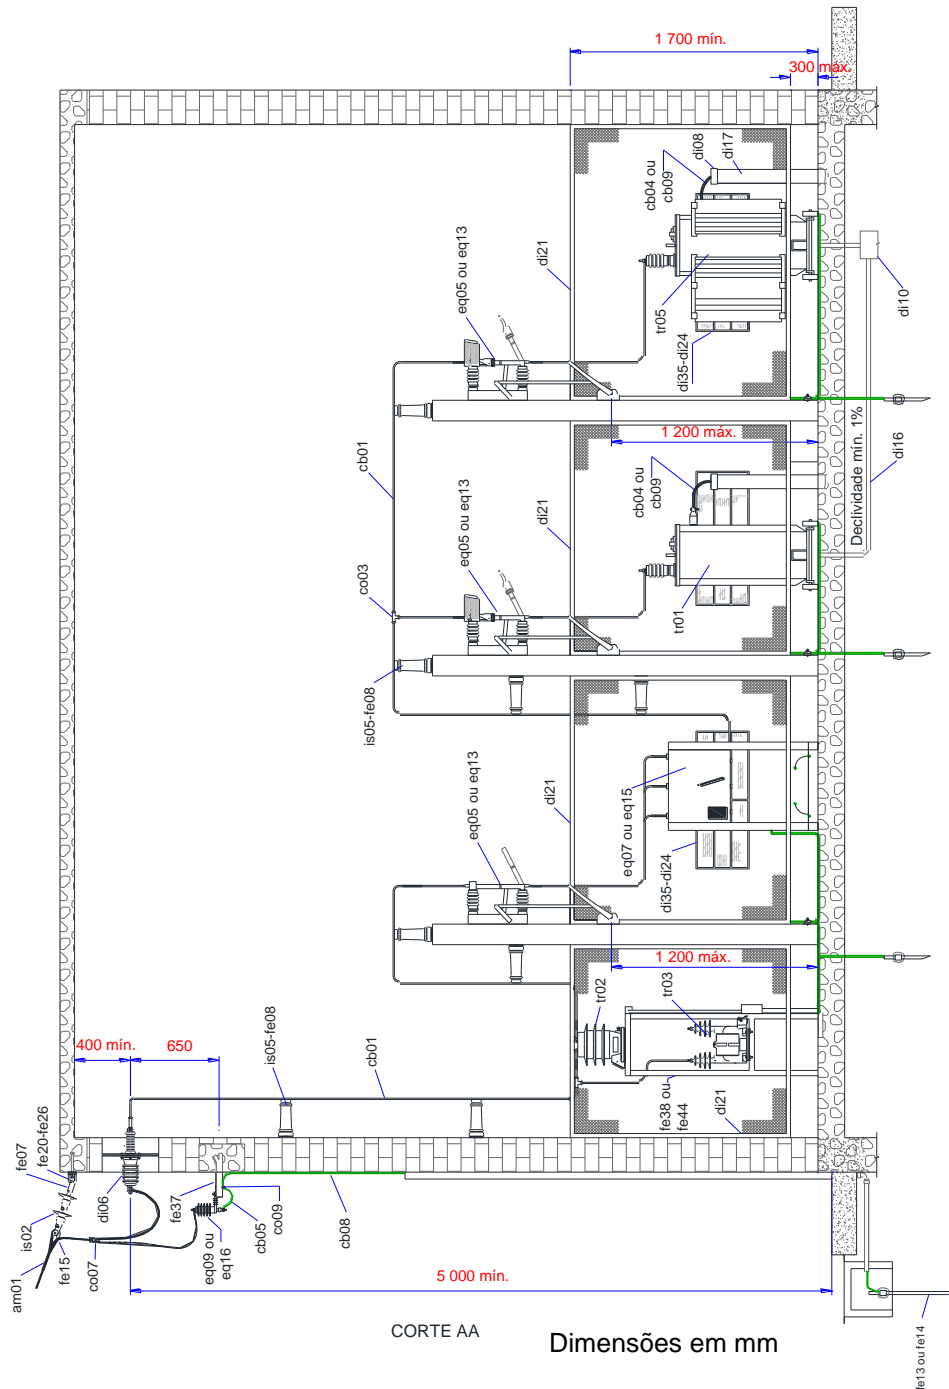 1 700 mín.
300 máx.
di08
di17
cb04 ou
cb09
eq05 ou eq13
di21
tr05
di35-di24
di10
1 200 máx.
cb01
Declividade mín. 1%
di16
cb04 ou
cb09
eq05 ou eq13
di21
co03
tr01
is05-fe08
eq05 ou eq13
di21
eq07 ou eq15
di35-di24
1 200 máx.
tr02
tr03
400 mín.
650
is05-fe08
cb01
fe38 ou
fe44
di21
fe07
fe20-fe26
is02
di06
fe37
am01
fe15
co07
eq09 ou
eq16
cb05
co09
cb08
5 000 mín.
CORTE AA
Dimensões em mm
fe13 ou fe14